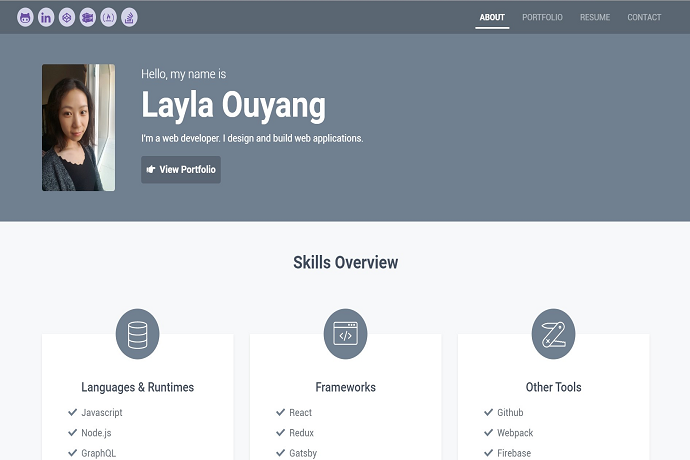 ABOUT PORTFOLIO RESUME CONTACT
Hello, my name is
Layla Ouyang
I'm a web developer. I design and build web applications.
View Portfolio
Skills Overview
Languages & Runtimes
Javascript
Node.js
GraphQL
Frameworks
React
Redux
Gatsby
Other Tools
Github
Webpack
Firebase